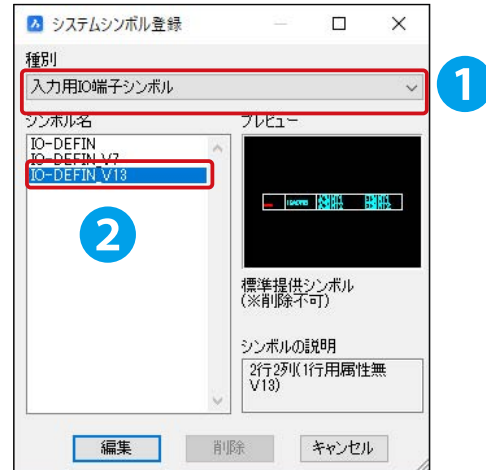 システムシンボル登録
種別
入力用IO端子シンボル
1
シンボル名
プレビュー
IO-DEFIN
IO-DEFIN_V7
IO-DEFIN_V13
2
標準提供シンボル
(※削除不可)
シンボルの説明
2行2列(1行用属性無
V13)
編集
削除
キャンセル